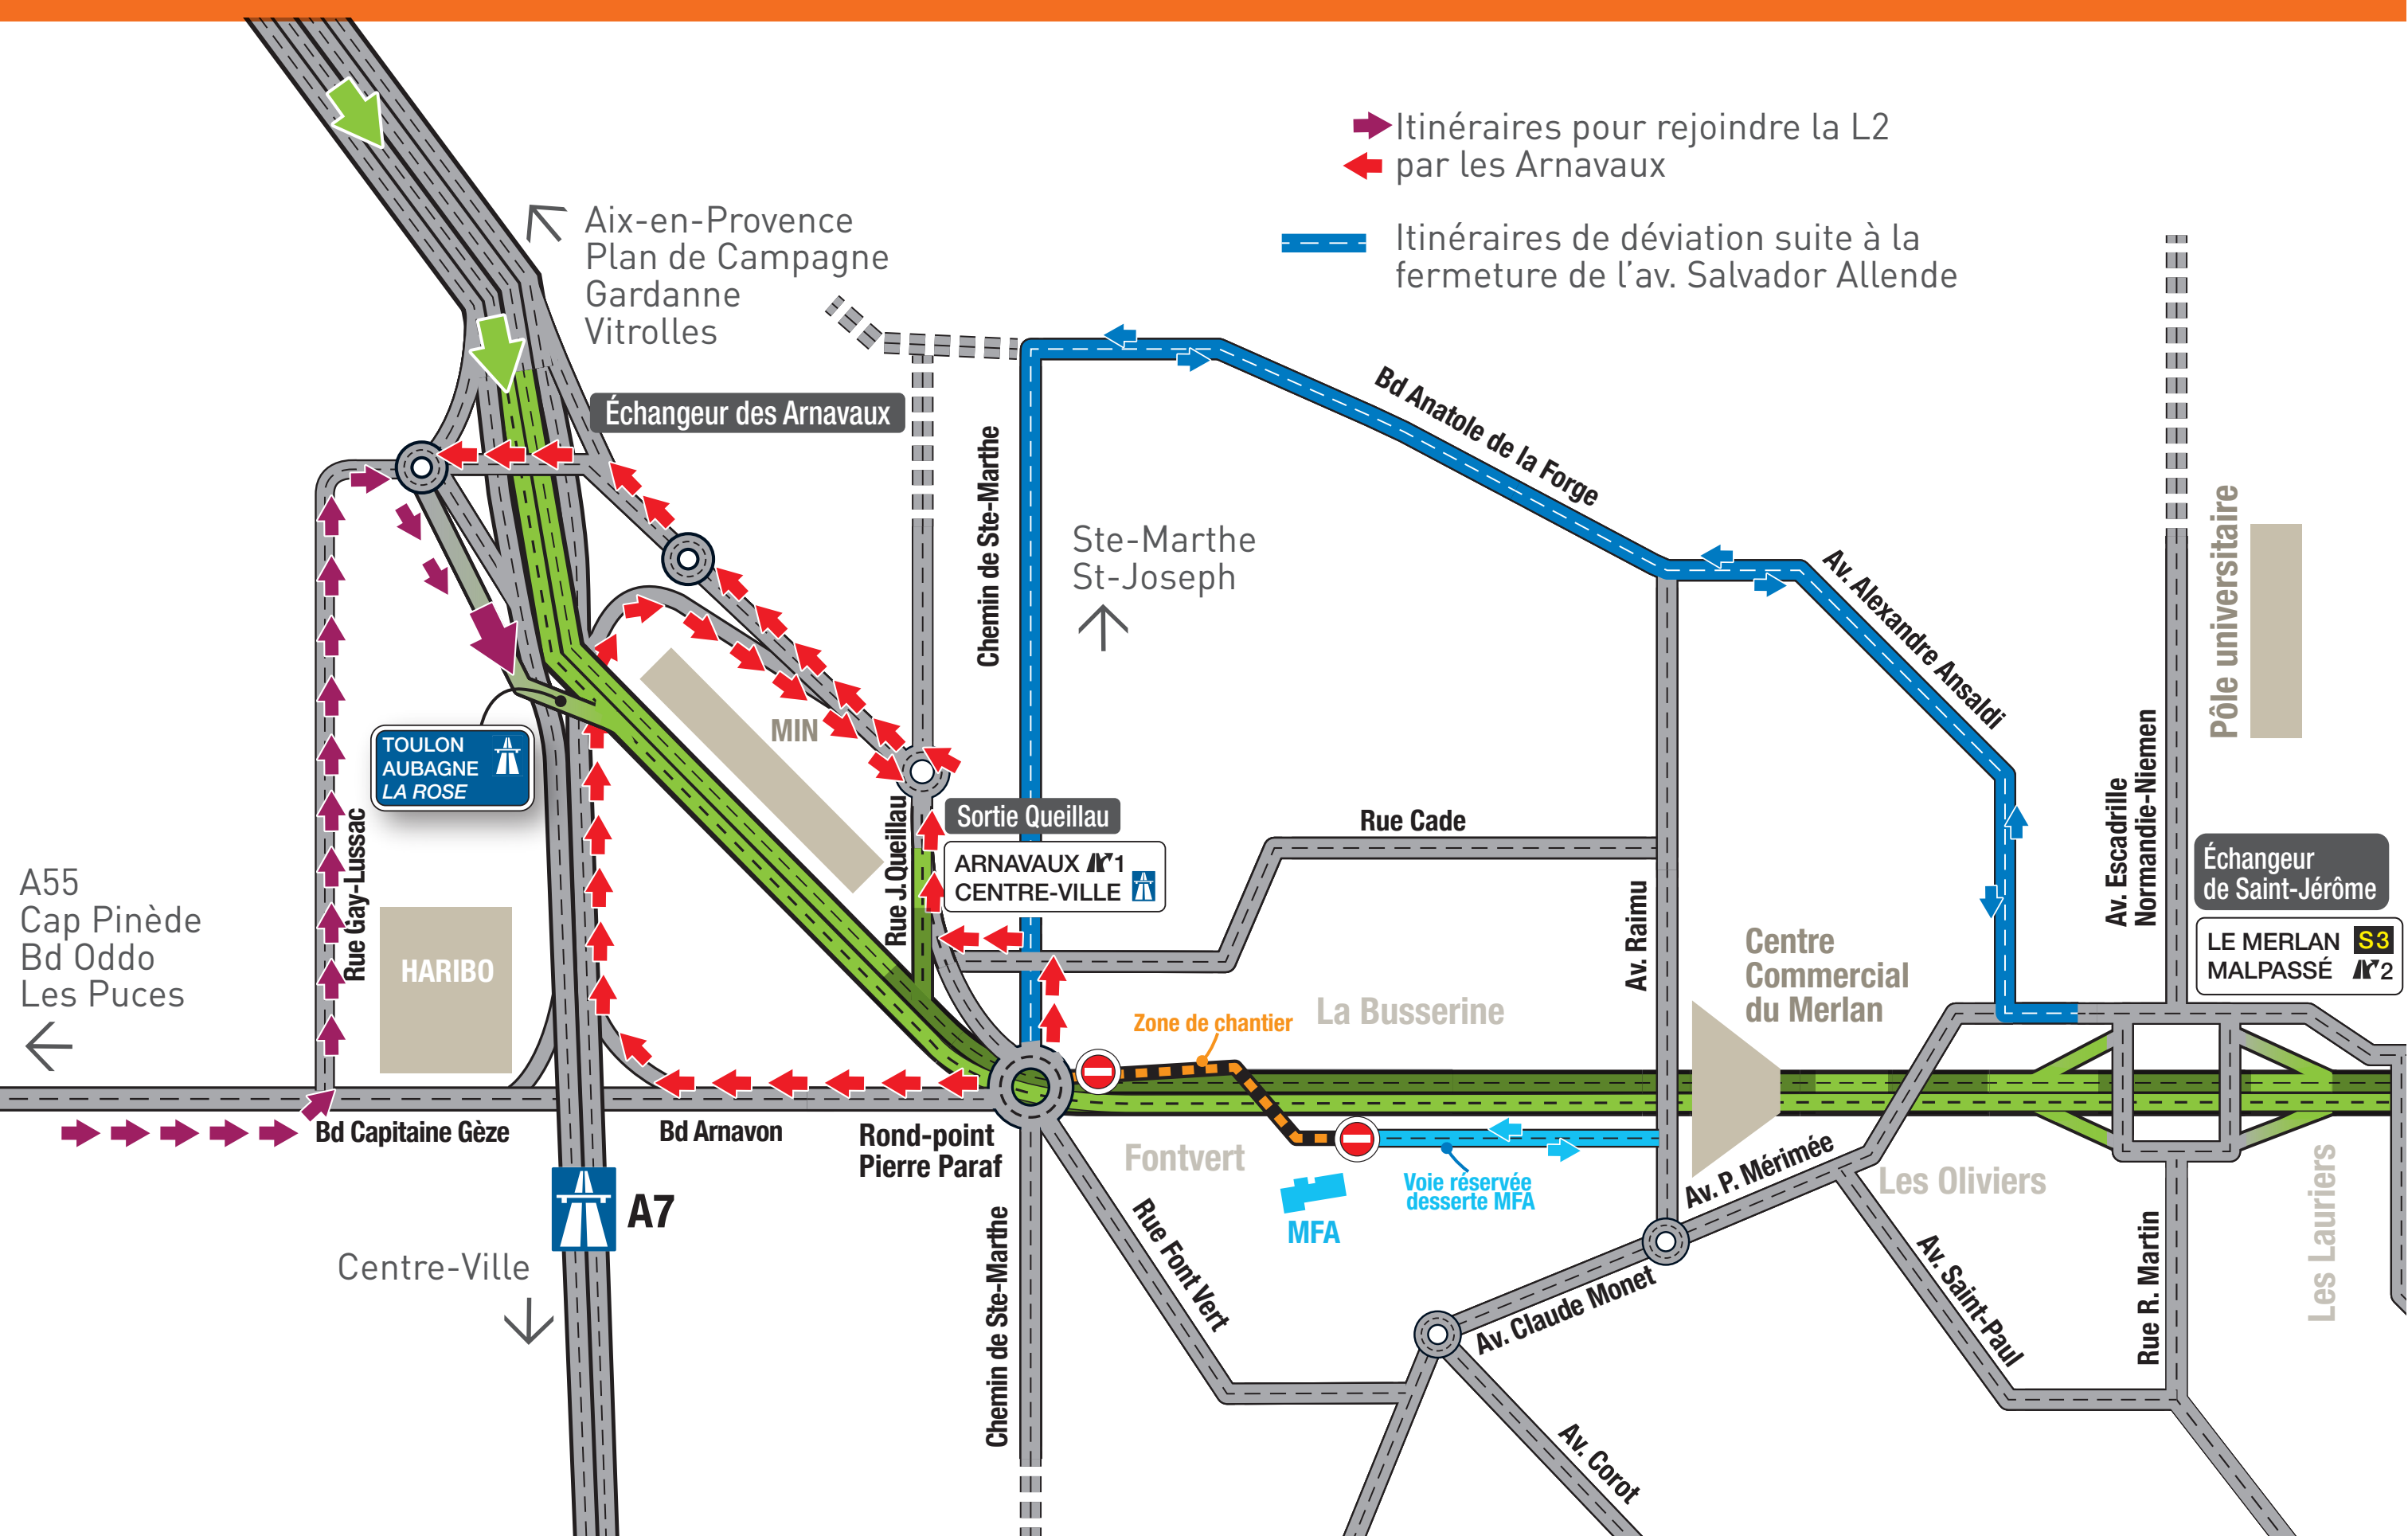 Itinéraires pour rejoindre la L2
par les Arnavaux
Itinéraires de déviation suite à la
fermeture de l'av. Salvador Allende
Aix-en-Provence
Plan de Campagne
Gardanne
Vitrolles
Échangeur des Arnavaux
Bd Anatole de la Forge
Chemin de Ste-Marthe
Ste-Marthe
St-Joseph
Av. Alexandre Ansaldi
Pôle universitaire
Av. Escadrille
Normandie-Niemen
MIN
TOULON
AUBAGNE
LA ROSE
Rue J.Queillau
Sortie Queillau
ARNAVAUX 1
CENTRE-VILLE
Rue Cade
Av. Raimu
Échangeur
de Saint-Jérôme
LE MERLAN S3
MALPASSÉ 2
A55
Cap Pinède
Bd Oddo
Les Puces
Rue Gay-Lussac
HARIBO
Centre
Commercial
du Merlan
La Busserine
Zone de chantier
Bd Capitaine Gèze
Bd Arnavon
Rond-point
Pierre Paraf
Fontvert
Voie réservée
desserte MFA
MFA
Av. P. Mérimée
Les Oliviers
Les Lauriers
A7
Centre-Ville
Chemin de Ste-Marthe
Rue Font Vert
Av. Claude Monet
Av. Saint-Paul
Rue R. Martin
Av. Corot